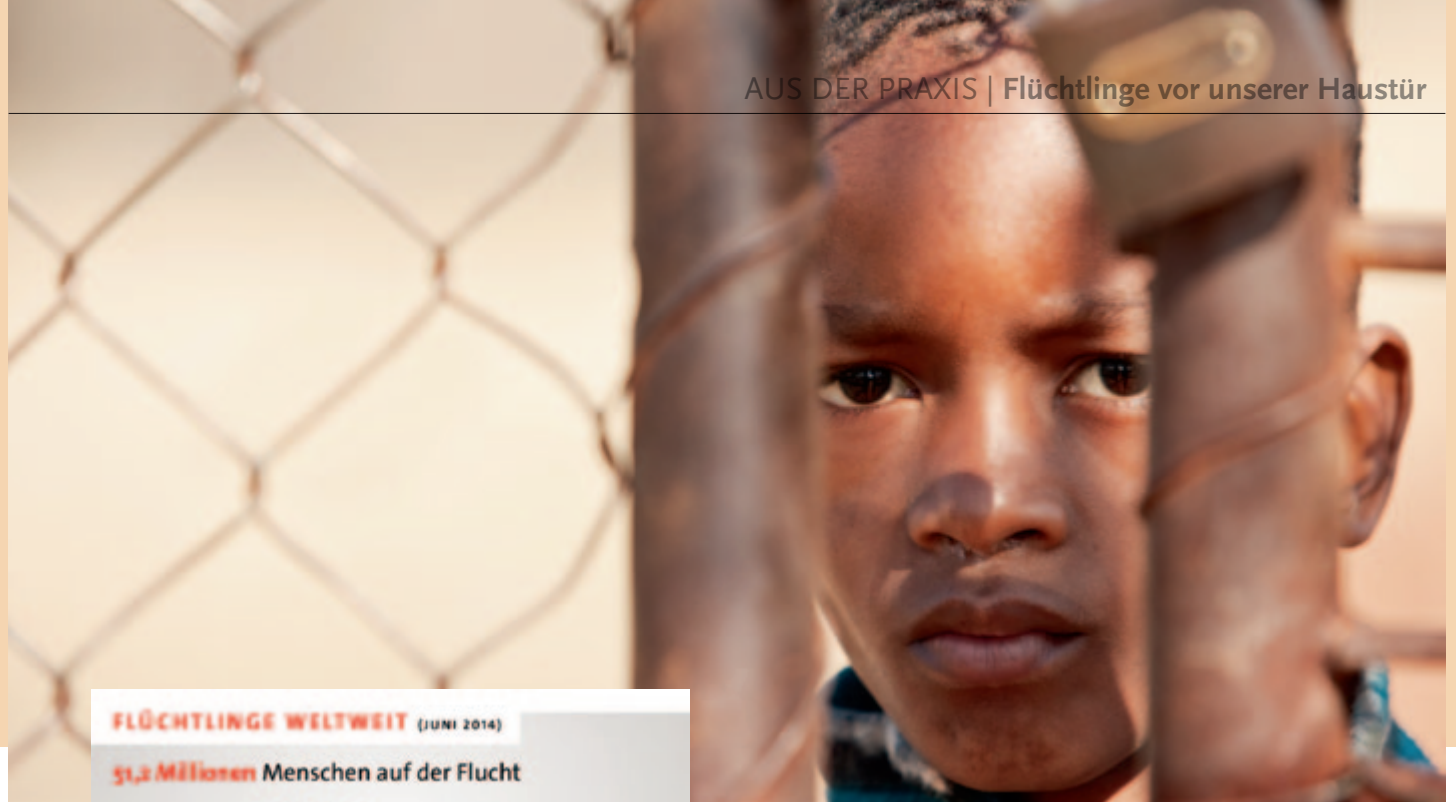 AUS DER PRAXIS | Flüchtlinge vor unserer Haustür
FLÜCHTLINGE WELTWEIT (JUNI 2014)
51,2 Millionen Menschen auf der Flucht